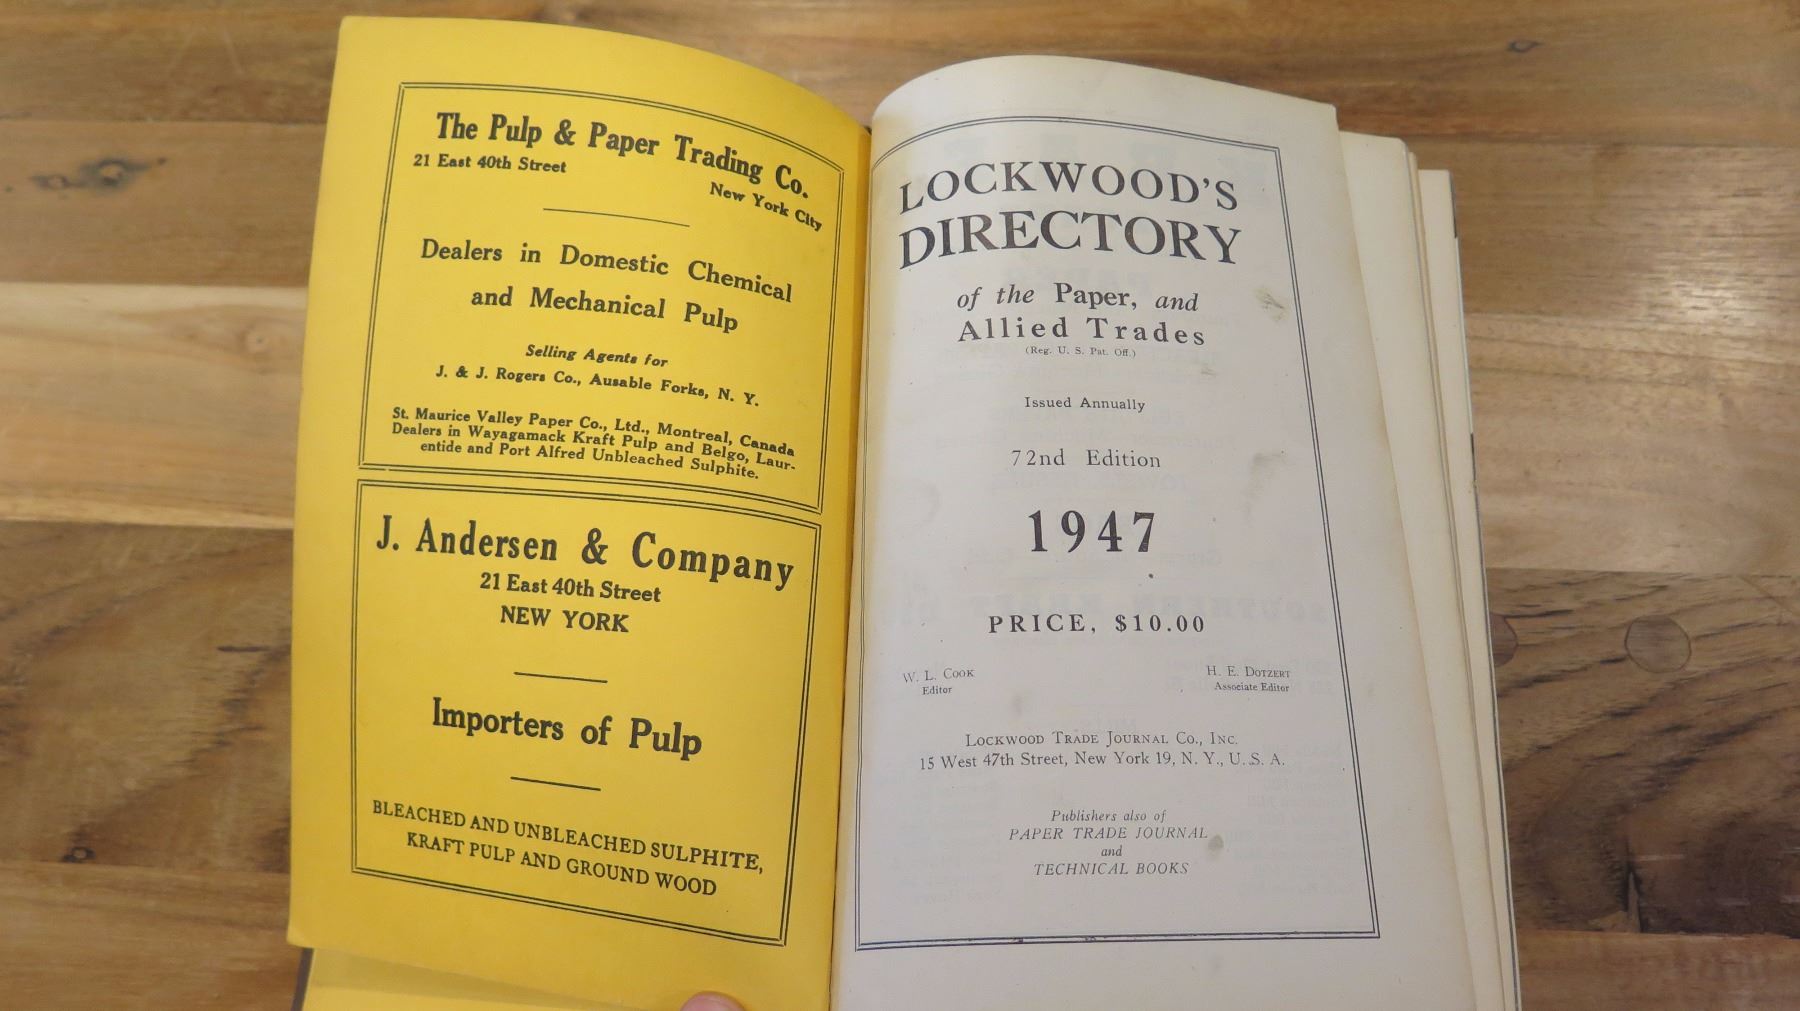 The Pulp & Paper Trading Co.
21 East 40th Street
New York City
Dealers in Domestic Chemical
and Mechanical Pulp
Selling Agents for
J. & J. Rogers Co., Ausable Forks, N. Y.
St. Maurice Valley Paper Co., Ltd., Montreal, Canada
Dealers in Wayagamack Kraft Pulp and Belgo, Laur-
entide and Port Alfred Unbleached Sulphite.
J. Andersen & Company
21 East 40th Street
NEW YORK
Importers of Pulp
BLEACHED AND UNBLEACHED SULPHITE,
KRAFT PULP AND GROUND WOOD
LOCKWOOD'S
DIRECTORY
of the Paper, and
Allied Trades
(Reg. U. S. Pat. Off.)
Issued Annually
72nd Edition
1947
PRICE, $10.00
W. L. COOK H. E. DOTZERT
Editor Associate Editor
LOCKWOOD TRADE JOURNAL CO., INC.
15 West 47th Street, New York 19, N. Y., U. S. A.
Publishers also of
PAPER TRADE JOURNAL
and
TECHNICAL BOOKS